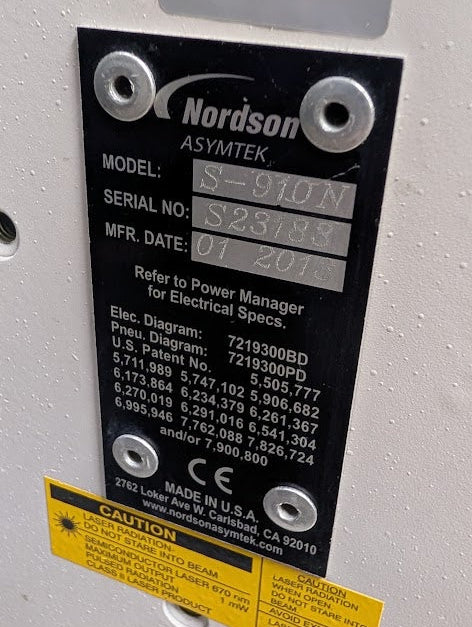 Nordson
ASYMTEK
MODEL: S-910N
SERIAL NO: S23188
MFR. DATE: 01 2018
Refer to Power Manager
for Electrical Specs.
Elec. Diagram: 7219300BD
Pneu. Diagram: 7219300PD
U.S. Patent No. 5,505,777
5,711,989 5,747,102 5,906,682
6,173,864 6,234,379 6,261,367
6,270,019 6,291,016 6,541,304
6,995,946 7,762,088 7,826,724
and/or 7,900,800
CE
MADE IN U.S.A.
2762 Loker Ave W. Carlsbad, CA 92010
www.nordsonasymtek.com
CAUTION
LASER RADIATION-
DO NOT STARE INTO BEAM
SEMICONDUCTOR LASER 670 nm
MAXIMUM OUTPUT 1 mW
PULSED RADIATION
CLASS II LASER PRODUCT
CAUTION
LASER RADIATION
WHEN OPEN.
DO NOT STARE INTO
BEAM
AVOID